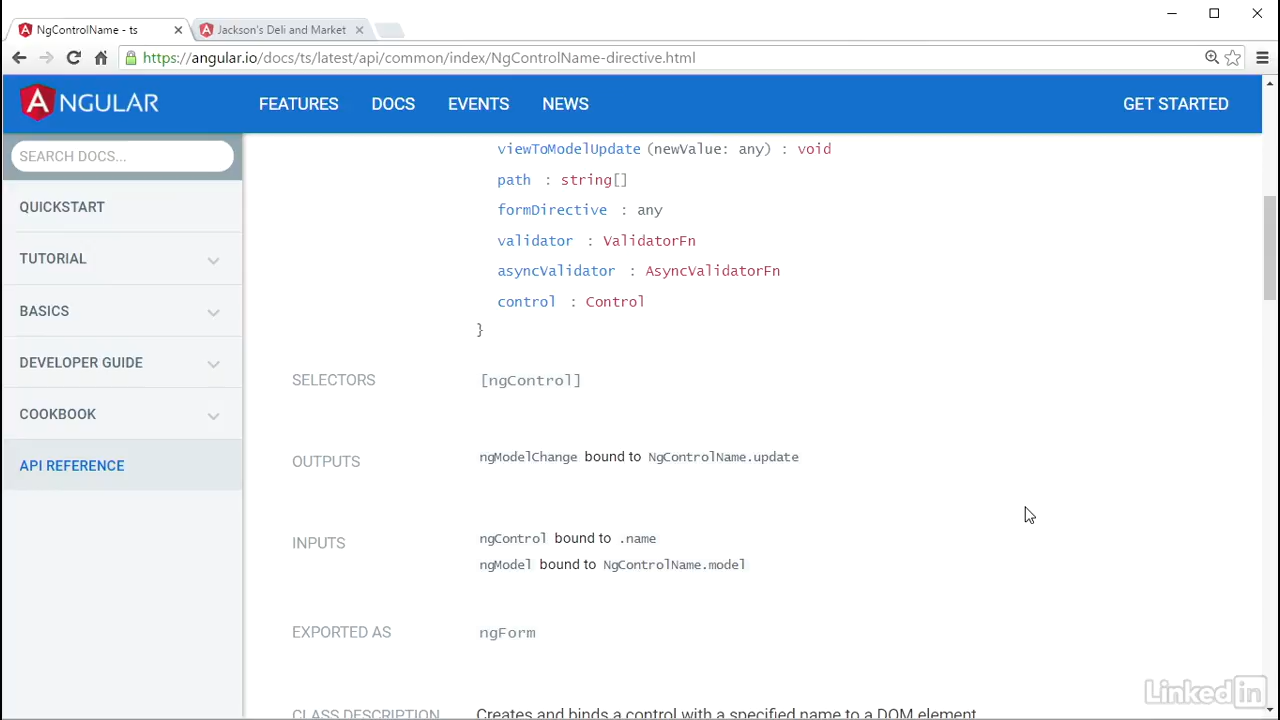 NgControlName - ts
Jackson's Deli and Market
https://angular.io/docs/ts/latest/api/common/index/NgControlName-directive.html
ANGULAR
FEATURES
DOCS
EVENTS
NEWS
GET STARTED
SEARCH DOCS...
QUICKSTART
TUTORIAL
BASICS
DEVELOPER GUIDE
COOKBOOK
API REFERENCE
viewToModelUpdate (newValue: any) : void
path : string[]
formDirective : any
validator : ValidatorFn
asyncValidator : AsyncValidatorFn
control : Control
}
SELECTORS
[ngControl]
OUTPUTS
ngModelChange bound to NgControlName.update
INPUTS
ngControl bound to .name
ngModel bound to NgControlName.model
EXPORTED AS
ngForm
CLASS DESCRIPTION
Creates and binds a control with a specified name to a DOM element
LinkedIn